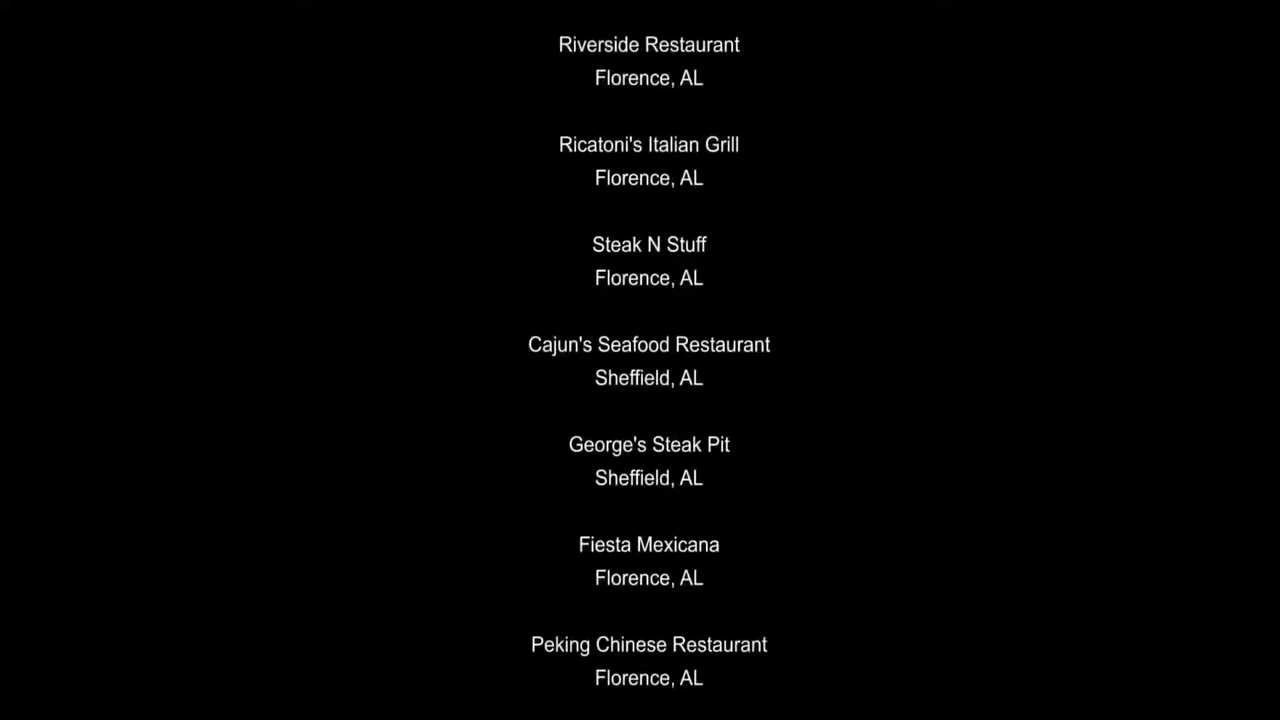 Riverside Restaurant
Florence, AL
Ricatoni's Italian Grill
Florence, AL
Steak N Stuff
Florence, AL
Cajun's Seafood Restaurant
Sheffield, AL
George's Steak Pit
Sheffield, AL
Fiesta Mexicana
Florence, AL
Peking Chinese Restaurant
Florence, AL